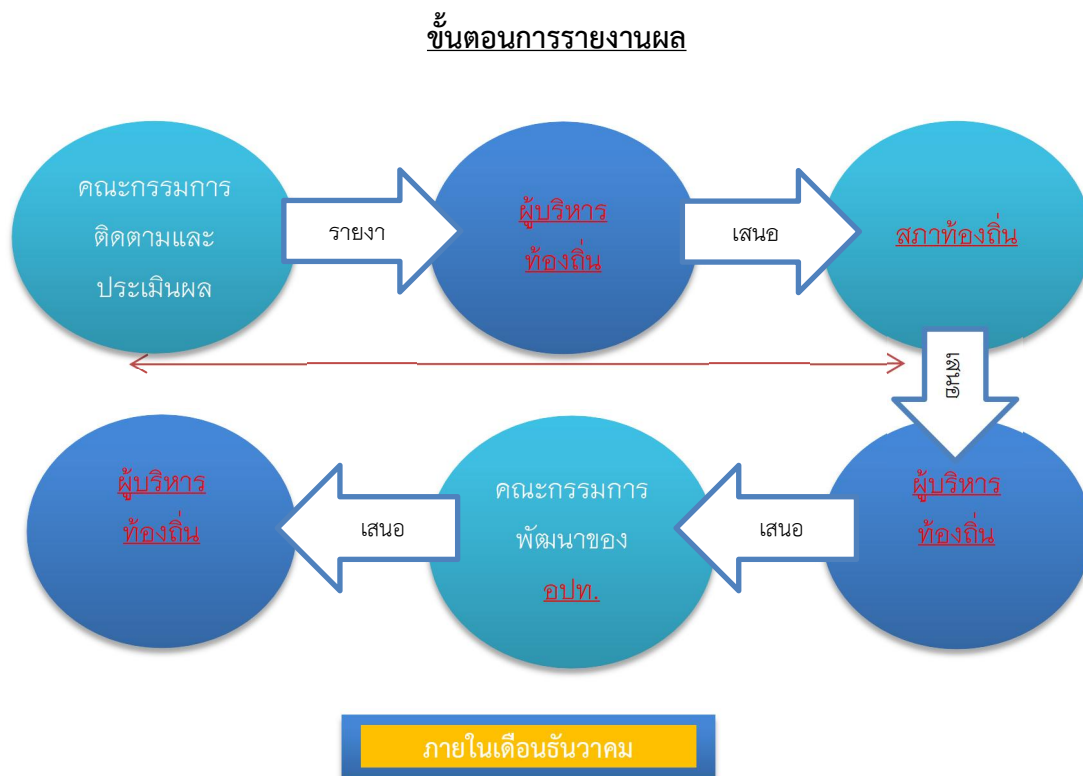 ขั้นตอนการรายงานผล
คณะกรรมการ
ติดตามและ
ประเมินผล
รายงา
ผู้บริหาร
ท้องถิ่น
เสนอ
สภาท้องถิ่น
เสนอ
ผู้บริหาร
ท้องถิ่น
เสนอ
คณะกรรมการ
พัฒนาของ
อปท.
เสนอ
ผู้บริหาร
ท้องถิ่น
ภายในเดือนธันวาคม